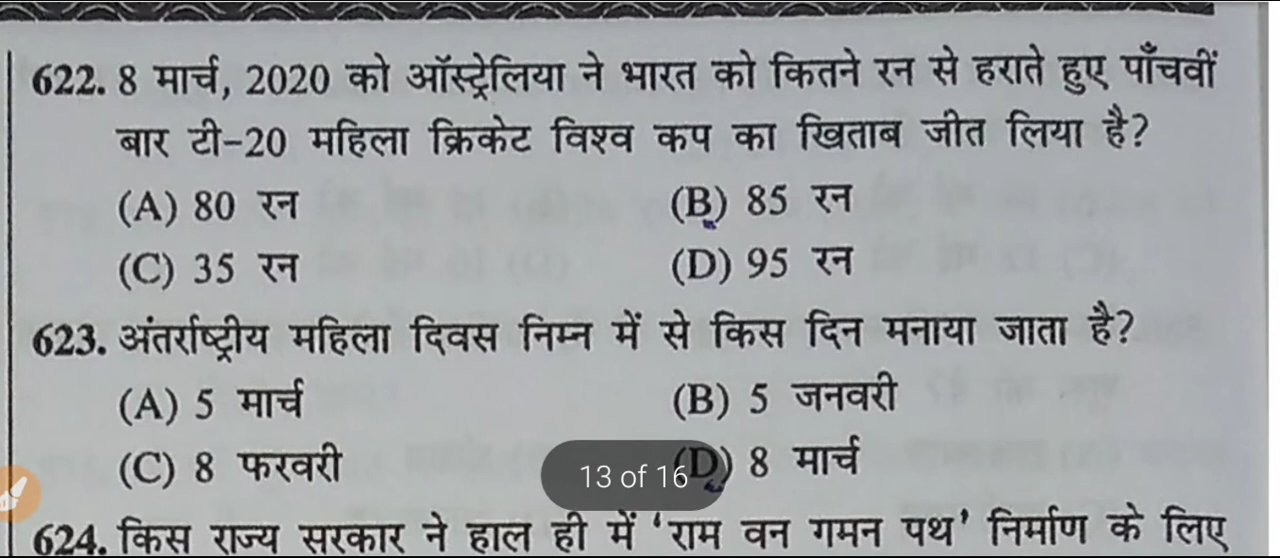 622. 8 मार्च, 2020 को ऑस्ट्रेलिया ने भारत को कितने रन से हराते हुए पाँचवीं
बार टी-20 महिला क्रिकेट विश्व कप का खिताब जीत लिया है?
(A) 80 रन (B) 85 रन
(C) 35 रन (D) 95 रन
623. अंतर्राष्ट्रीय महिला दिवस निम्न में से किस दिन मनाया जाता है?
(A) 5 मार्च (B) 5 जनवरी
(C) 8 फरवरी (D) 8 मार्च
13 of 16
624. किस राज्य सरकार ने हाल ही में 'राम वन गमन पथ' निर्माण के लिए